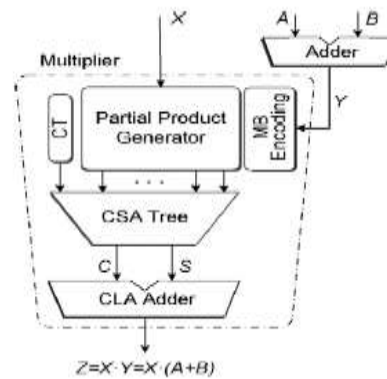 X
A
B
Adder
Multiplier
Y
CT
Partial Product
Generator
MB
Encoding
· · ·
CSA Tree
C
S
CLA Adder
Z=X·Y=X·(A+B)